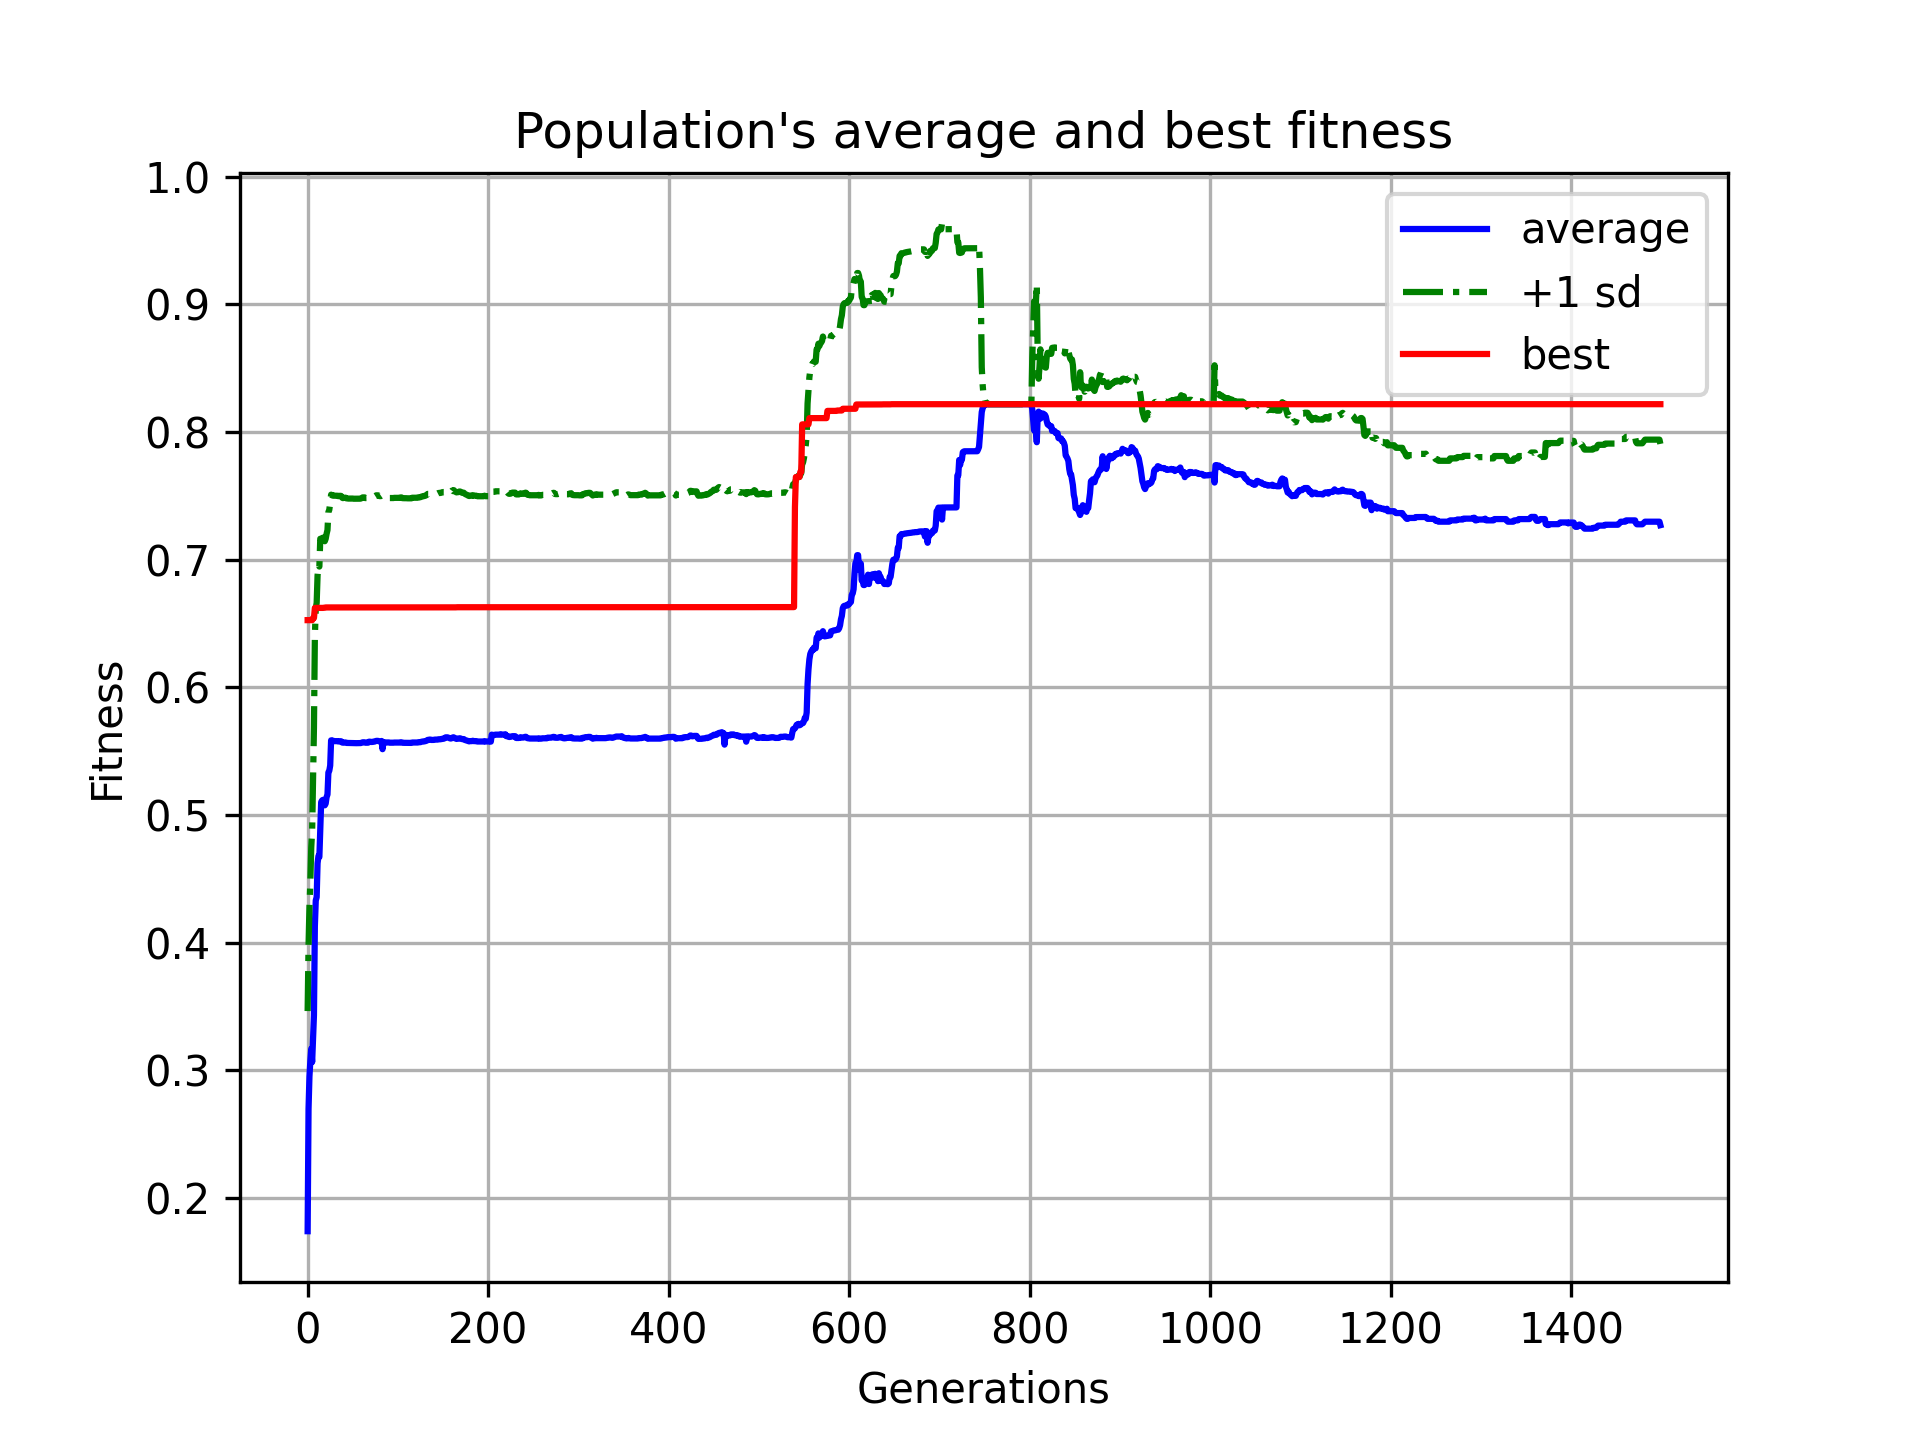 Population's average and best fitness
1.0
0.9
0.8
0.7
0.6
0.5
0.4
0.3
0.2
Fitness
average
+1 sd
best
0 200 400 600 800 1000 1200 1400
Generations